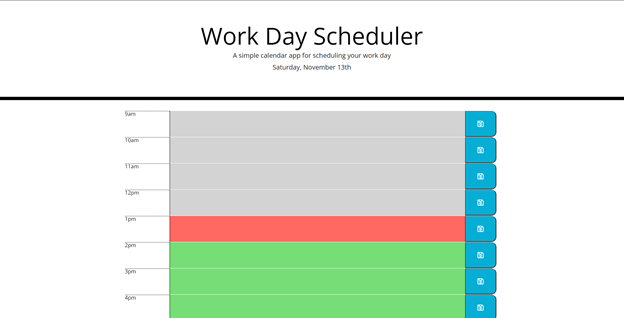 Work Day Scheduler
A simple calendar app for scheduling your work day
Saturday, November 13th
9am
10am
11am
12pm
1pm
2pm
3pm
4pm